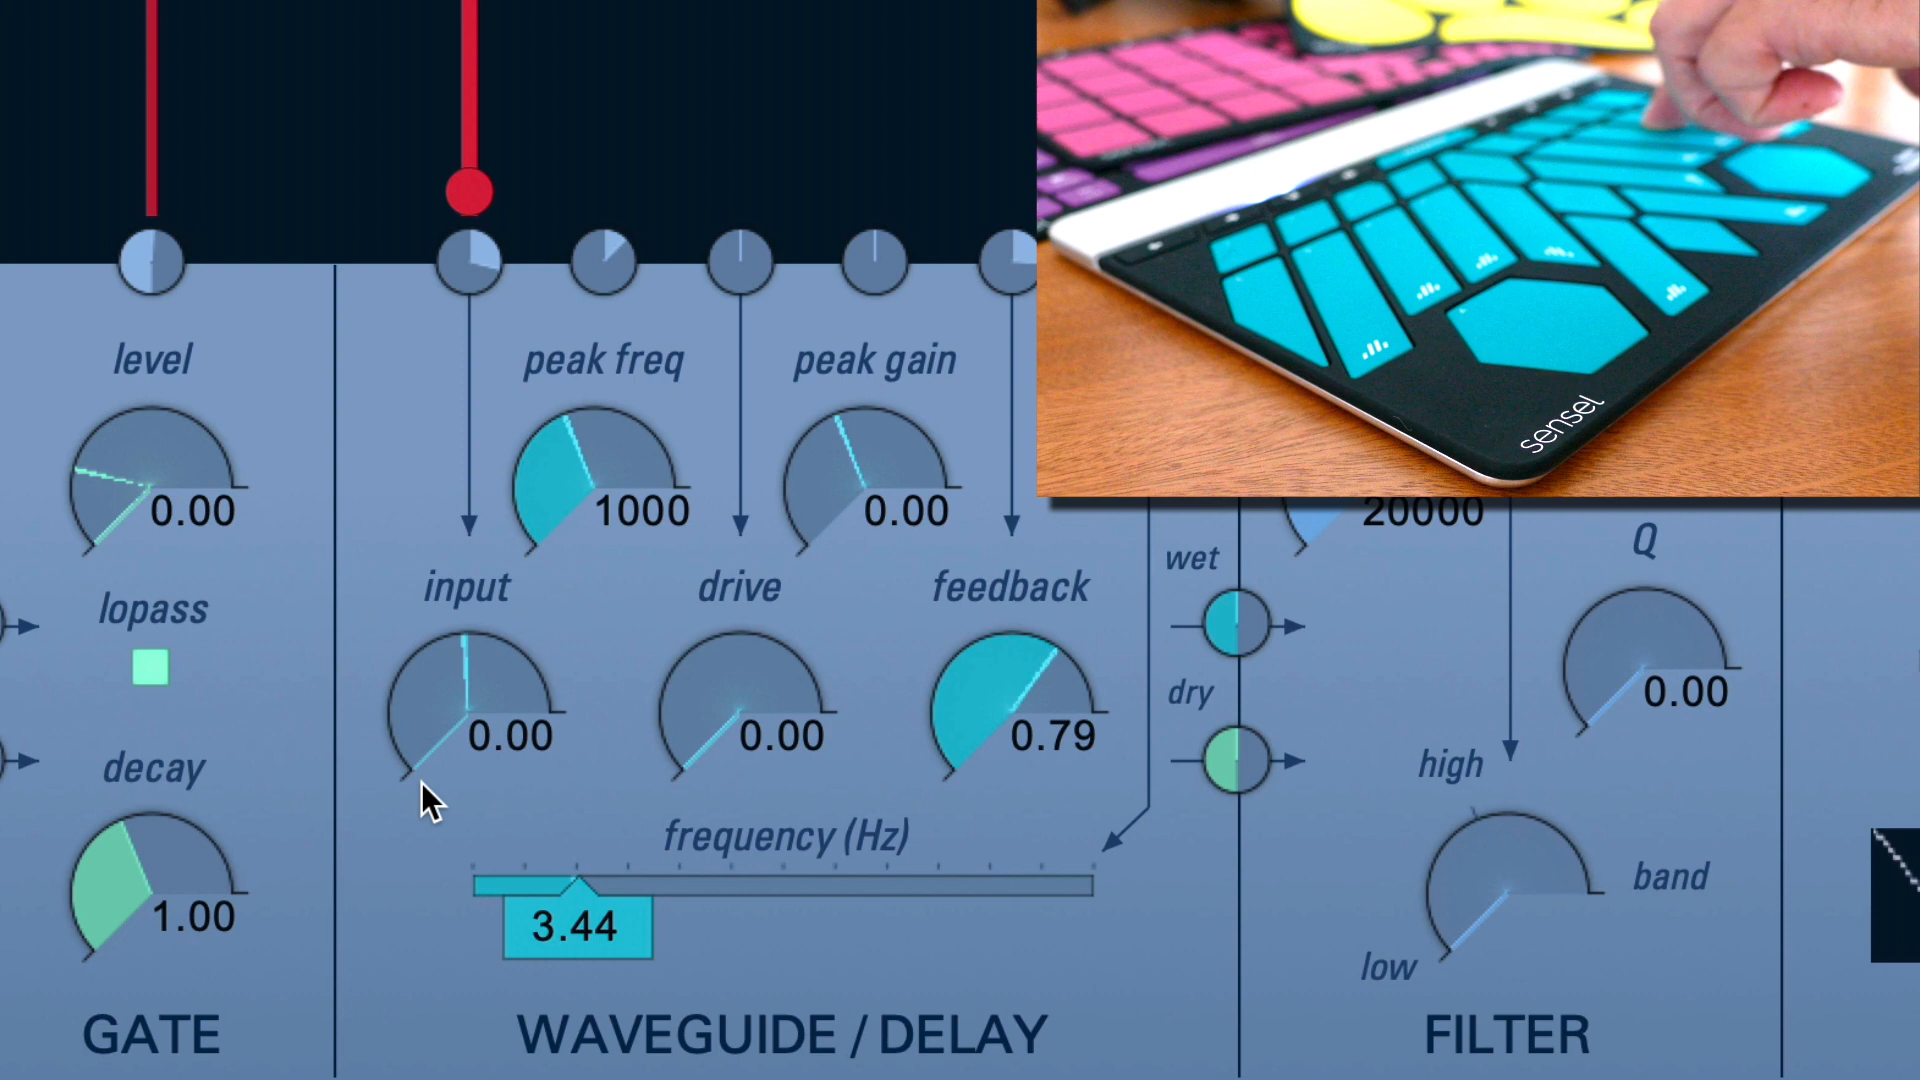 level
0.00
lopass
decay
1.00
GATE
peak freq
1000
peak gain
0.00
input
0.00
drive
0.00
feedback
0.79
frequency (Hz)
3.44
WAVEGUIDE / DELAY
wet
dry
20000
Q
0.00
high
band
low
FILTER
sensel